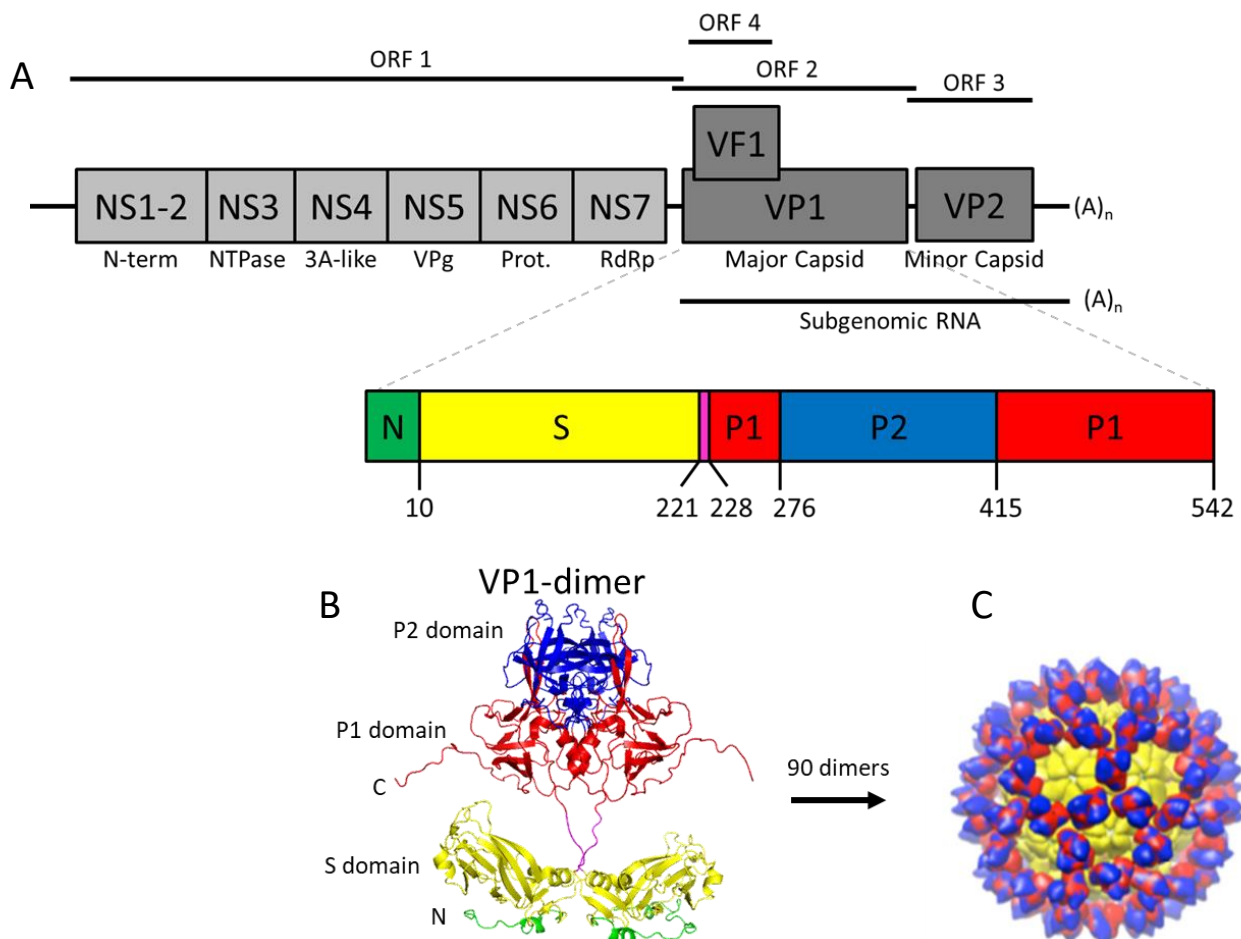 A
ORF 1
ORF 4
ORF 2
ORF 3
NS1-2 NS3 NS4 NS5 NS6 NS7 VF1 VP1 VP2 (A)n
N-term NTPase 3A-like VPg Prot. RdRp Major Capsid Minor Capsid
Subgenomic RNA (A)n
N S P1 P2 P1
10 221 228 276 415 542
B
VP1-dimer
P2 domain
P1 domain
C
S domain
N
90 dimers
C